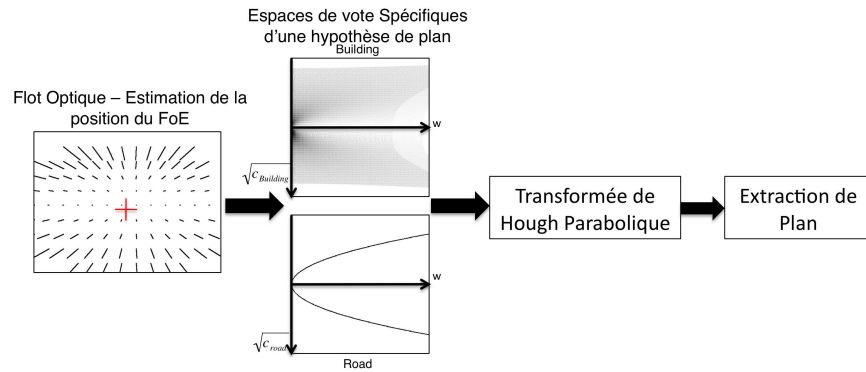 Espaces de vote Spécifiques
d'une hypothèse de plan
Building
Flot Optique – Estimation de la
position du FoE
w
√c_Building
Transformée de
Hough Parabolique
Extraction de
Plan
w
√c_road
Road